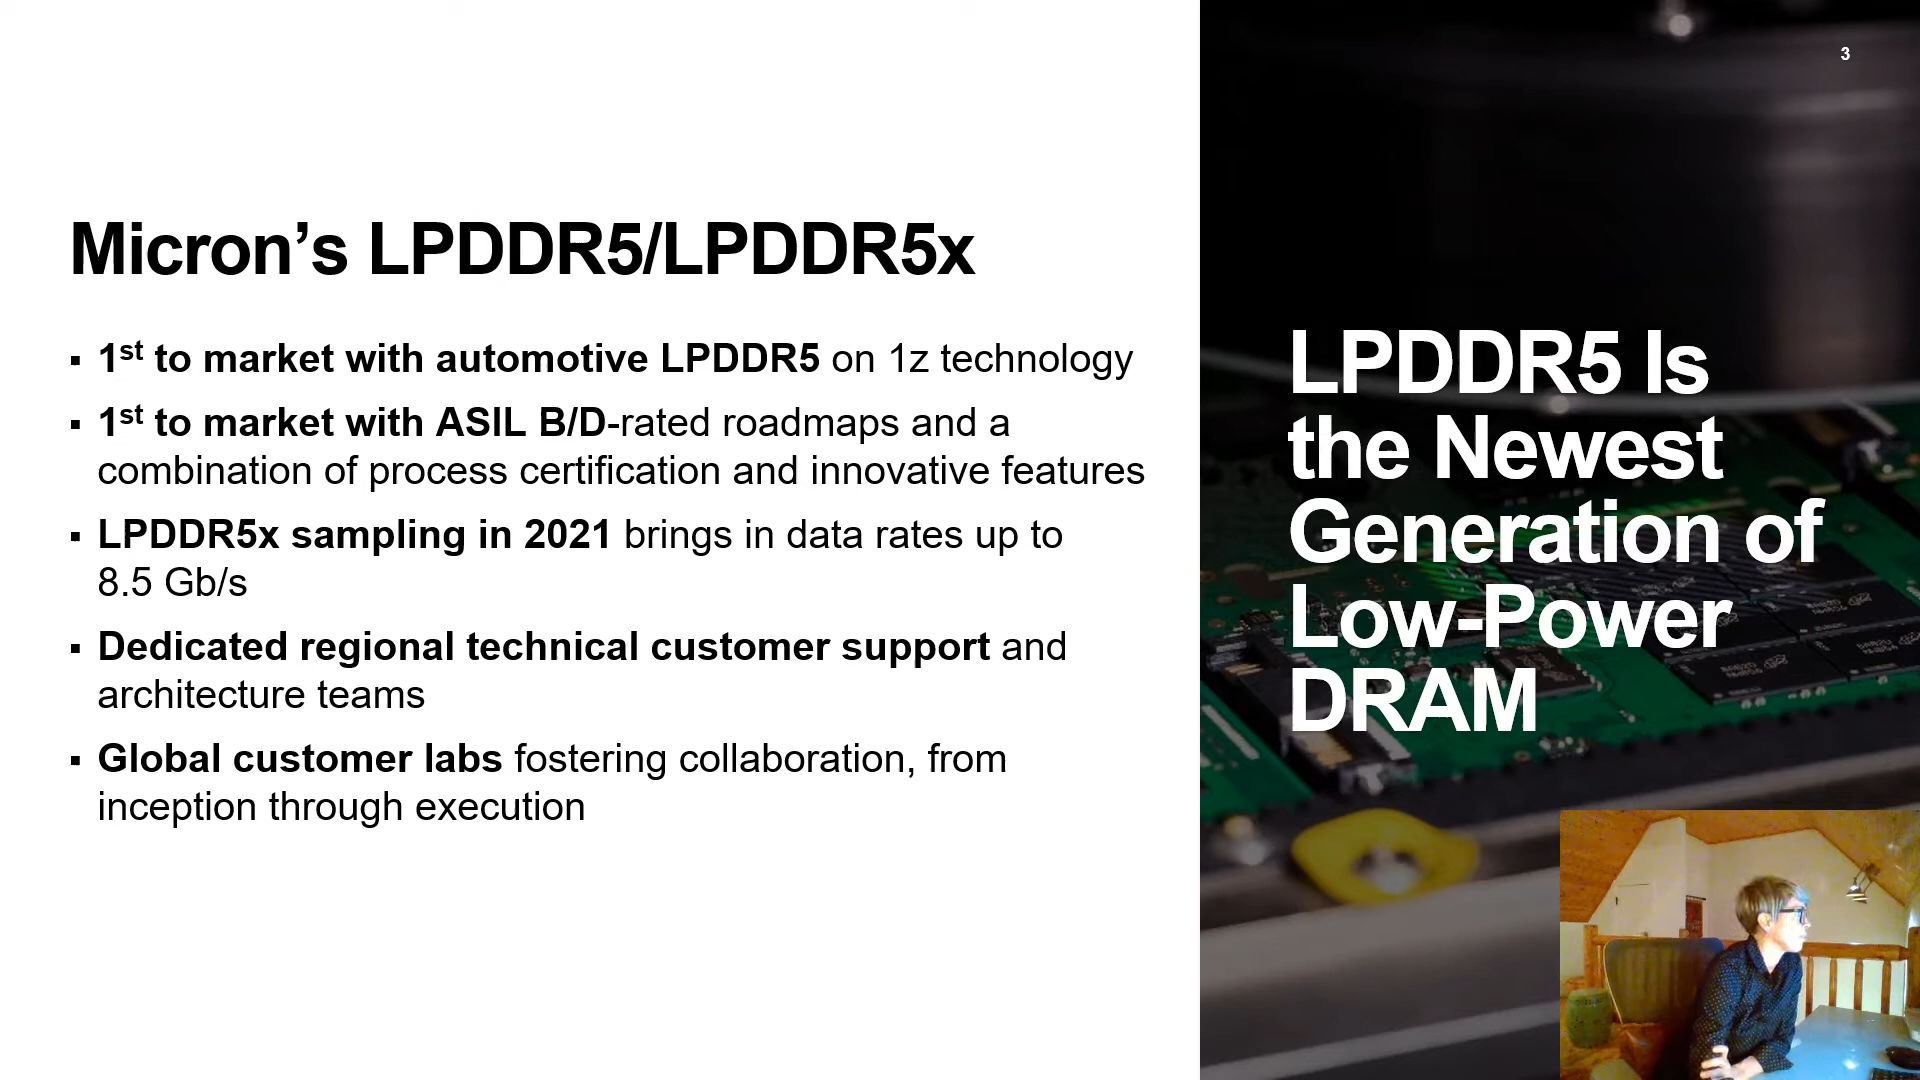 3
Micron’s LPDDR5/LPDDR5x
▪ 1st to market with automotive LPDDR5 on 1z technology
▪ 1st to market with ASIL B/D-rated roadmaps and a
combination of process certification and innovative features
▪ LPDDR5x sampling in 2021 brings in data rates up to
8.5 Gb/s
▪ Dedicated regional technical customer support and
architecture teams
▪ Global customer labs fostering collaboration, from
inception through execution
LPDDR5 Is
the Newest
Generation of
Low-Power
DRAM